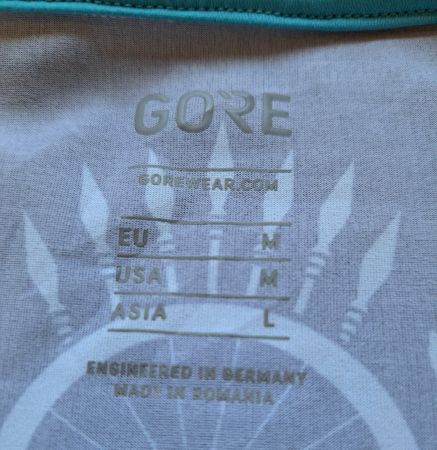 GORE
GOREWEAR.COM
EU M
USA M
ASIA L
ENGINEERED IN GERMANY
MADE IN ROMANIA